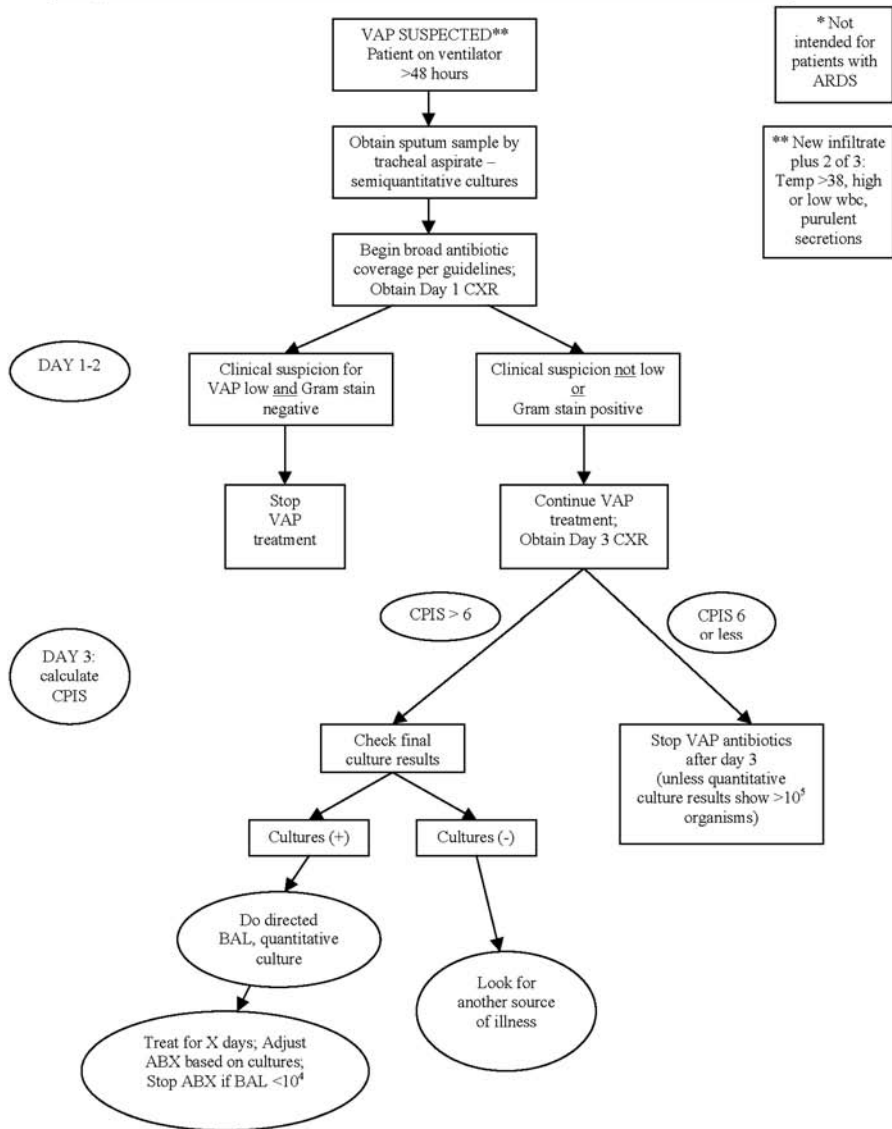 VAP SUSPECTED**
Patient on ventilator
>48 hours
* Not
intended for
patients with
ARDS
Obtain sputum sample by
tracheal aspirate –
semiquantitative cultures
** New infiltrate
plus 2 of 3:
Temp >38, high
or low wbc,
purulent
secretions
Begin broad antibiotic
coverage per guidelines;
Obtain Day 1 CXR
DAY 1-2
Clinical suspicion for
VAP low and Gram stain
negative
Clinical suspicion not low
or
Gram stain positive
Stop
VAP
treatment
Continue VAP
treatment;
Obtain Day 3 CXR
CPIS > 6
CPIS 6
or less
DAY 3:
calculate
CPIS
Check final
culture results
Stop VAP antibiotics
after day 3
(unless quantitative
culture results show >10⁵
organisms)
Cultures (+)
Cultures (-)
Do directed
BAL, quantitative
culture
Look for
another source
of illness
Treat for X days; Adjust
ABX based on cultures;
Stop ABX if BAL <10⁴